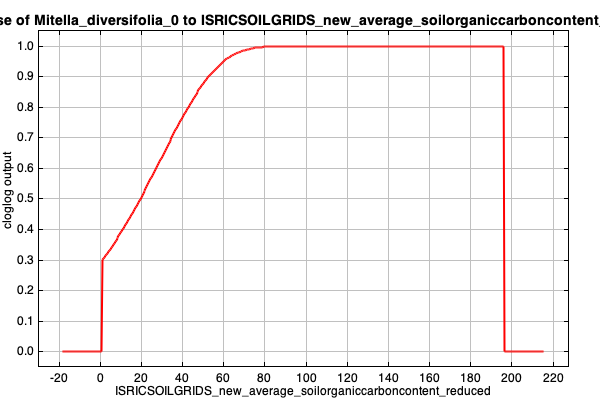 se of Mitella_diversifolia_0 to ISRICSOILGRIDS_new_average_soilorganiccarboncontent_
1.0
0.9
0.8
0.7
0.6
0.5
0.4
0.3
0.2
0.1
0.0
cloglog output
-20 0 20 40 60 80 100 120 140 160 180 200 220
ISRICSOILGRIDS_new_average_soilorganiccarboncontent_reduced